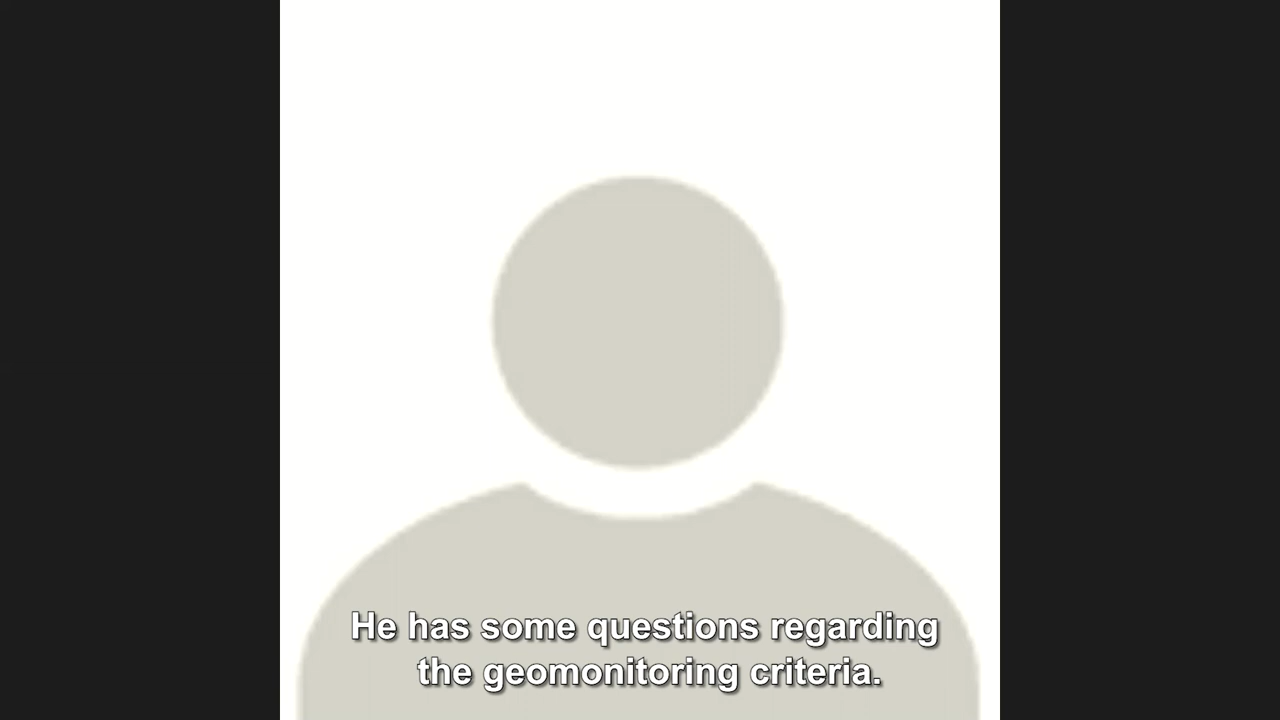 He has some questions regarding
the geomonitoring criteria.